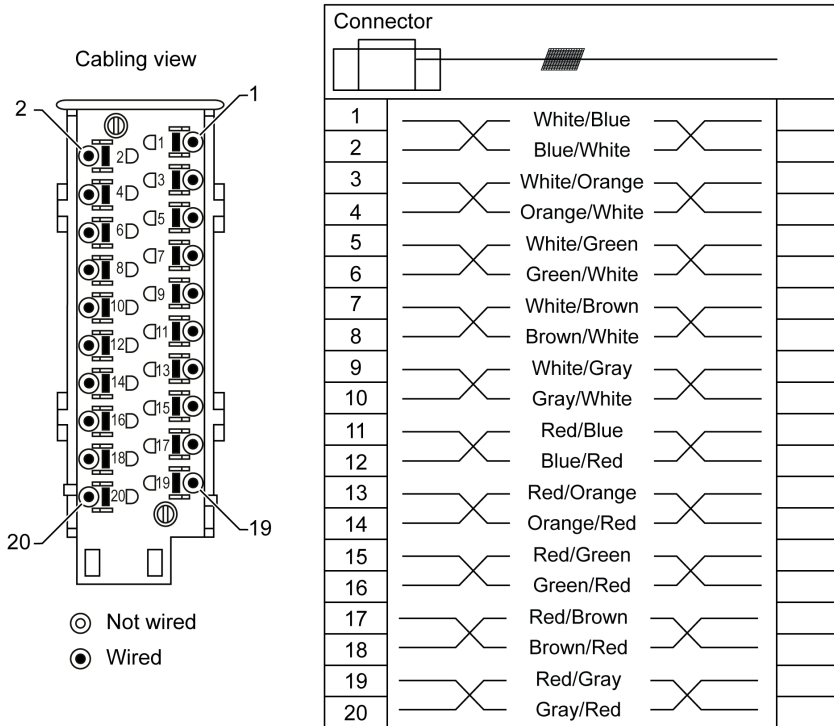 Cabling view
2
1
1
2
3
4
5
6
7
8
9
10
11
12
13
14
15
16
17
18
19
20
20
19
Not wired
Wired
Connector
1 White/Blue
2 Blue/White
3 White/Orange
4 Orange/White
5 White/Green
6 Green/White
7 White/Brown
8 Brown/White
9 White/Gray
10 Gray/White
11 Red/Blue
12 Blue/Red
13 Red/Orange
14 Orange/Red
15 Red/Green
16 Green/Red
17 Red/Brown
18 Brown/Red
19 Red/Gray
20 Gray/Red